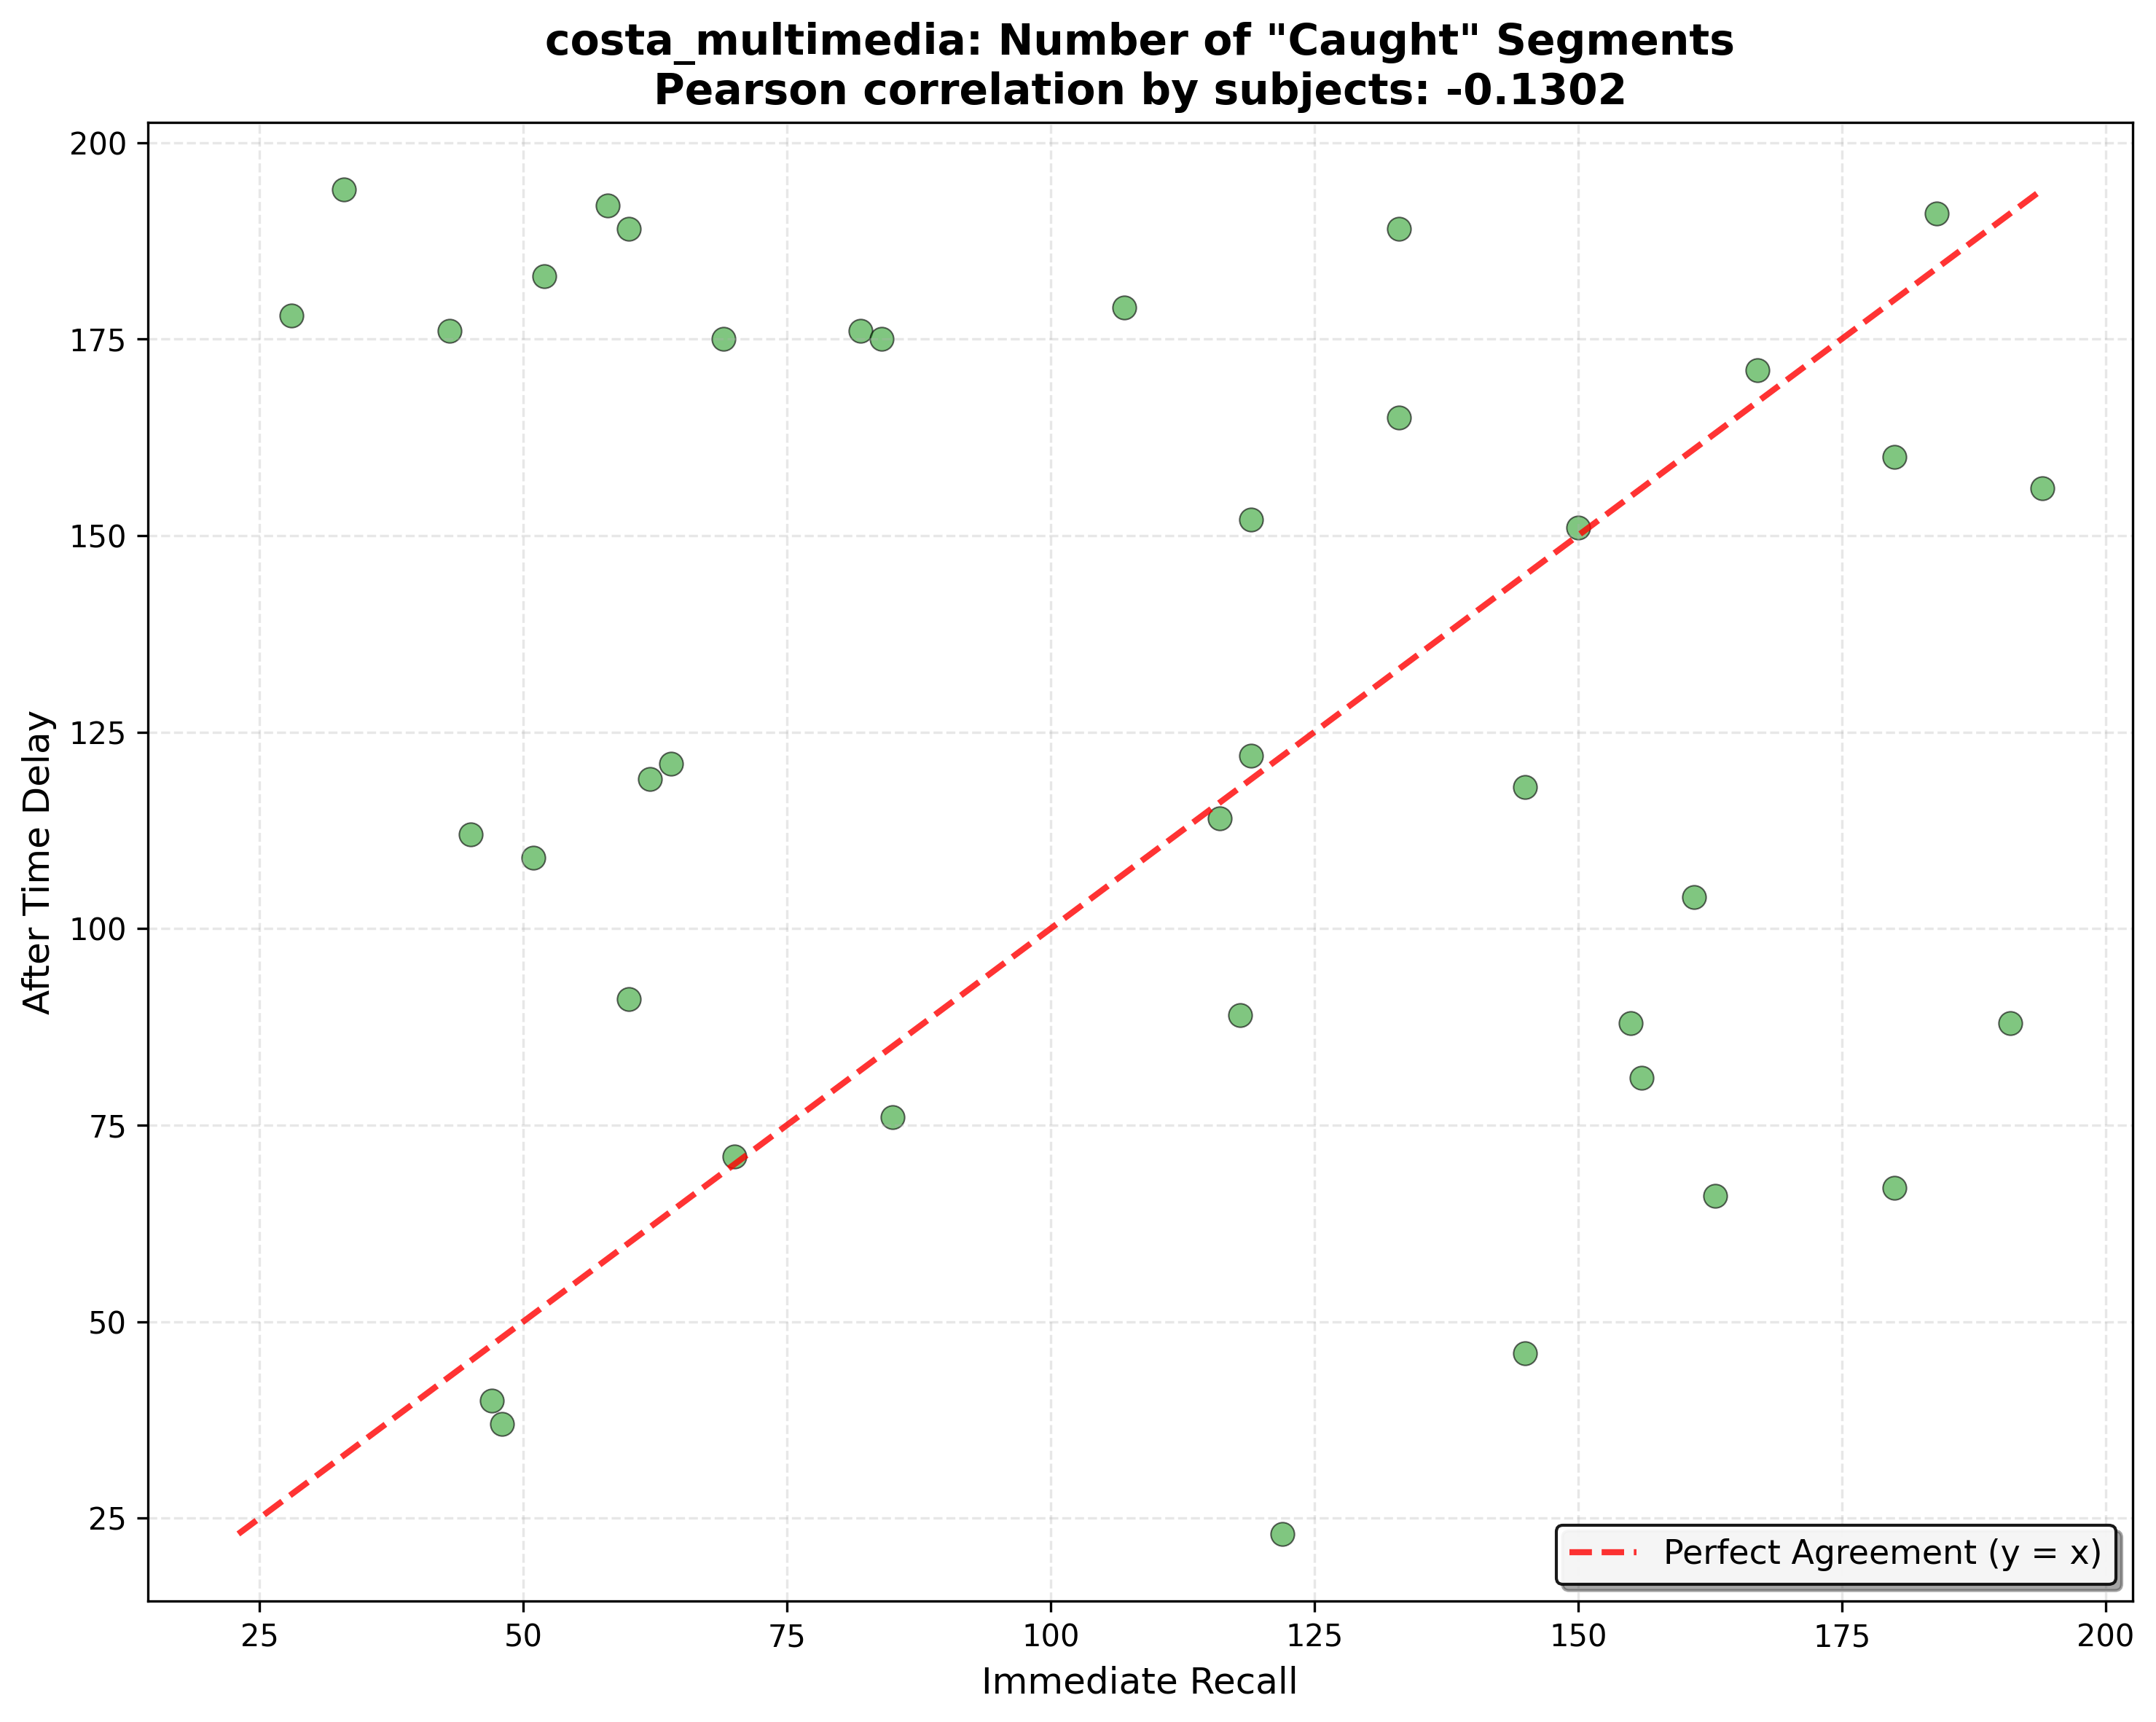 costa_multimedia: Number of "Caught" Segments
Pearson correlation by subjects: -0.1302
200
175
150
125
100
75
50
25
After Time Delay
Perfect Agreement (y = x)
25 50 75 100 125 150 175 200
Immediate Recall